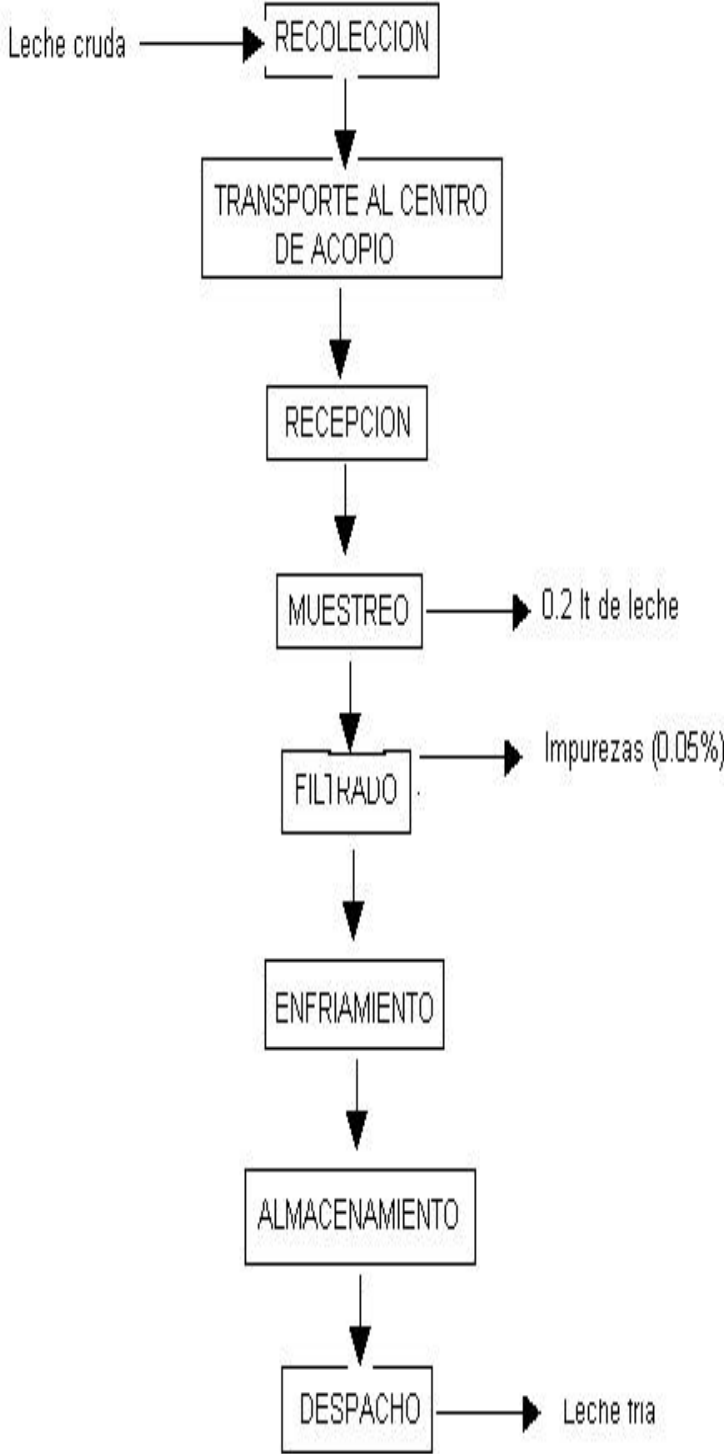 Leche cruda
RECOLECCION
TRANSPORTE AL CENTRO
DE ACOPIO
RECEPCION
MUESTREO
0.2 lt de leche
Impurezas (0.05%)
FILTRADO
ENFRIAMIENTO
ALMACENAMIENTO
DESPACHO
Leche fria